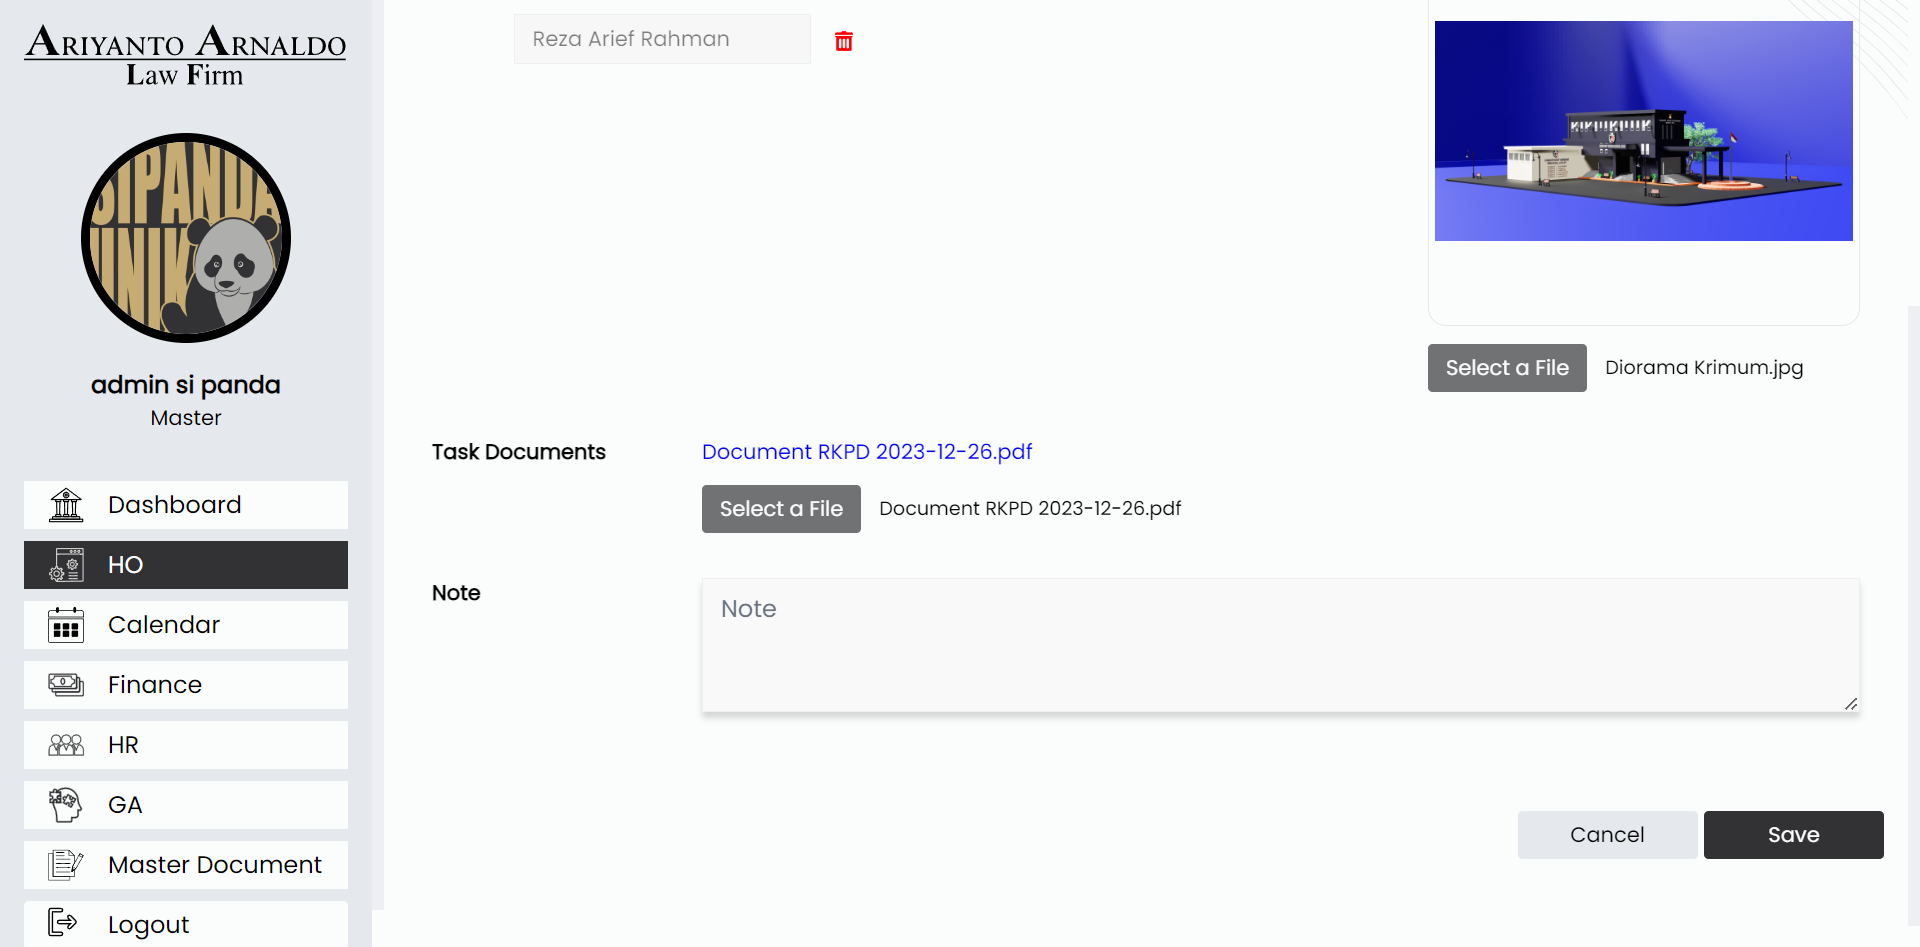 ARIYANTO ARNALDO
Law Firm
SIPANDA
UNIK
admin si panda
Master
Dashboard
HO
Calendar
Finance
HR
GA
Master Document
Logout
Reza Arief Rahman
Select a File
Diorama Krimum.jpg
Task Documents
Document RKPD 2023-12-26.pdf
Select a File
Document RKPD 2023-12-26.pdf
Note
Note
Cancel
Save